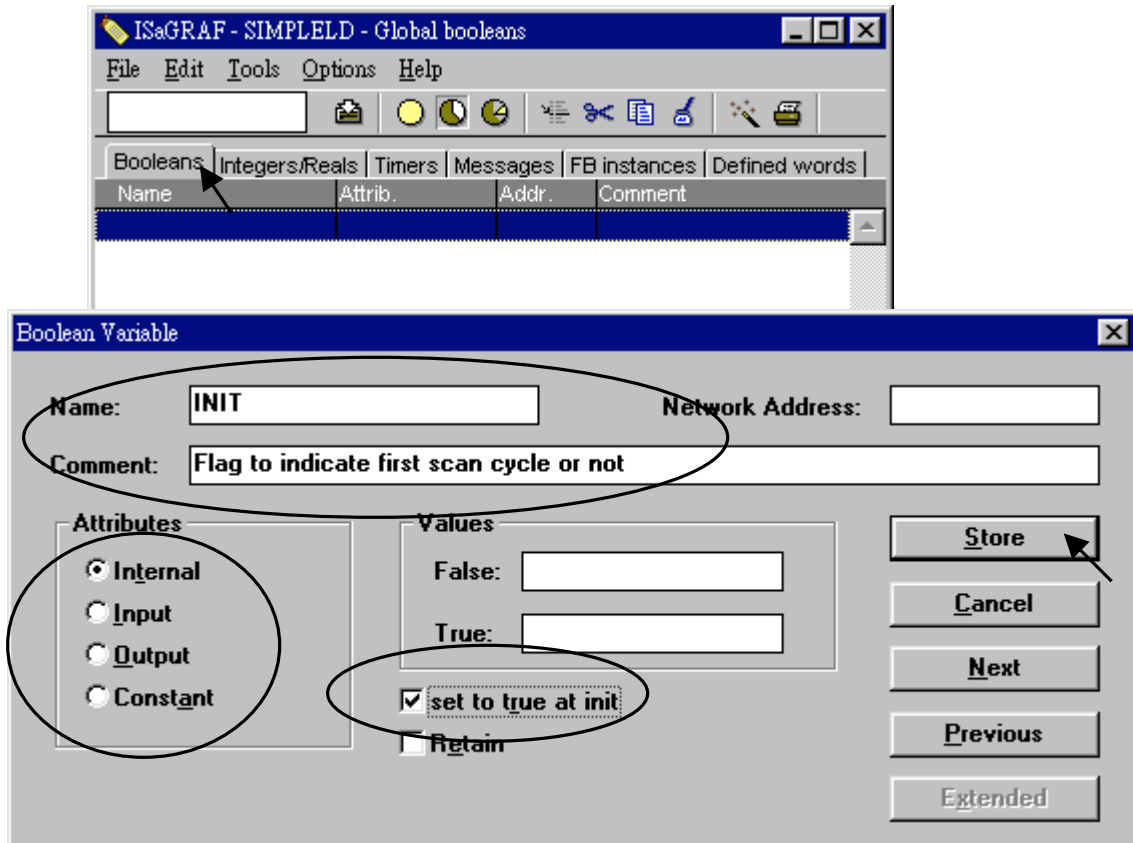 ISaGRAF - SIMPLELD - Global booleans
File Edit Tools Options Help
Booleans Integers/Reals Timers Messages FB instances Defined words
Name Attrib. Addr. Comment
Boolean Variable
Name: INIT Network Address:
Comment: Flag to indicate first scan cycle or not
Attributes Values
Internal False: Store
Input Cancel
Output True: Next
Constant set to true at init
Retain Previous
Extended